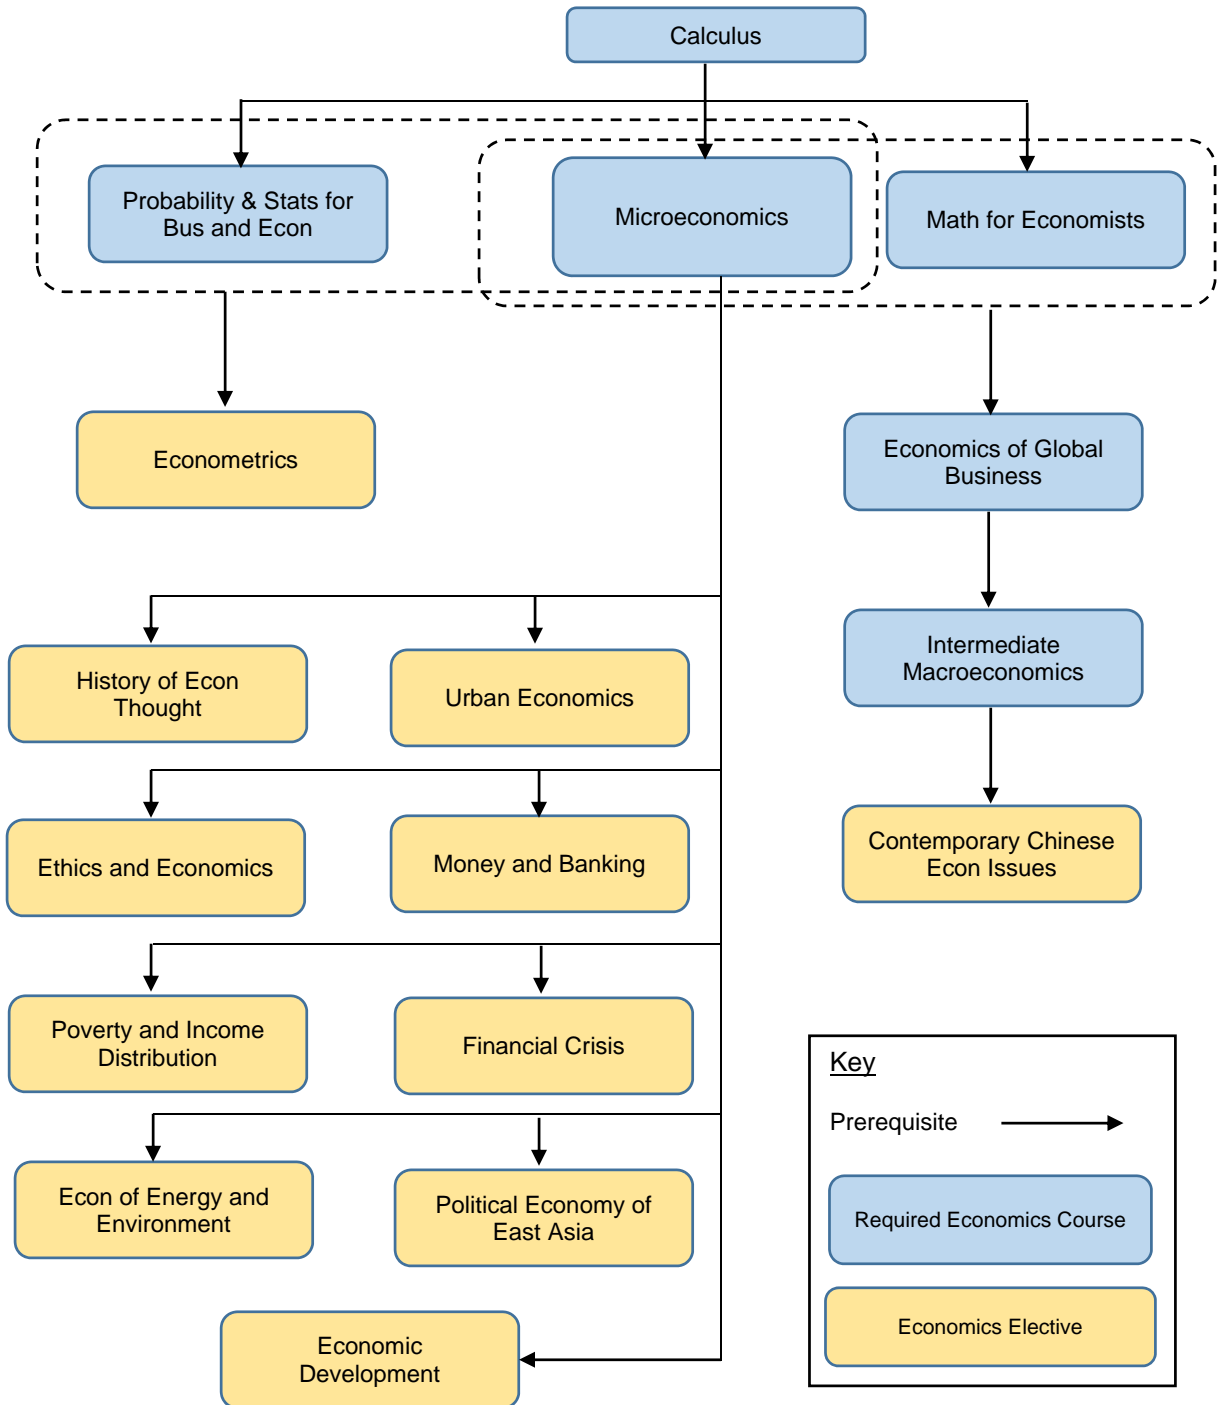 Calculus
Probability & Stats for
Bus and Econ
Microeconomics
Math for Economists
Econometrics
Economics of Global
Business
History of Econ
Thought
Urban Economics
Intermediate
Macroeconomics
Ethics and Economics
Money and Banking
Contemporary Chinese
Econ Issues
Poverty and Income
Distribution
Financial Crisis
Econ of Energy and
Environment
Political Economy of
East Asia
Economic
Development
Key
Prerequisite
Required Economics Course
Economics Elective